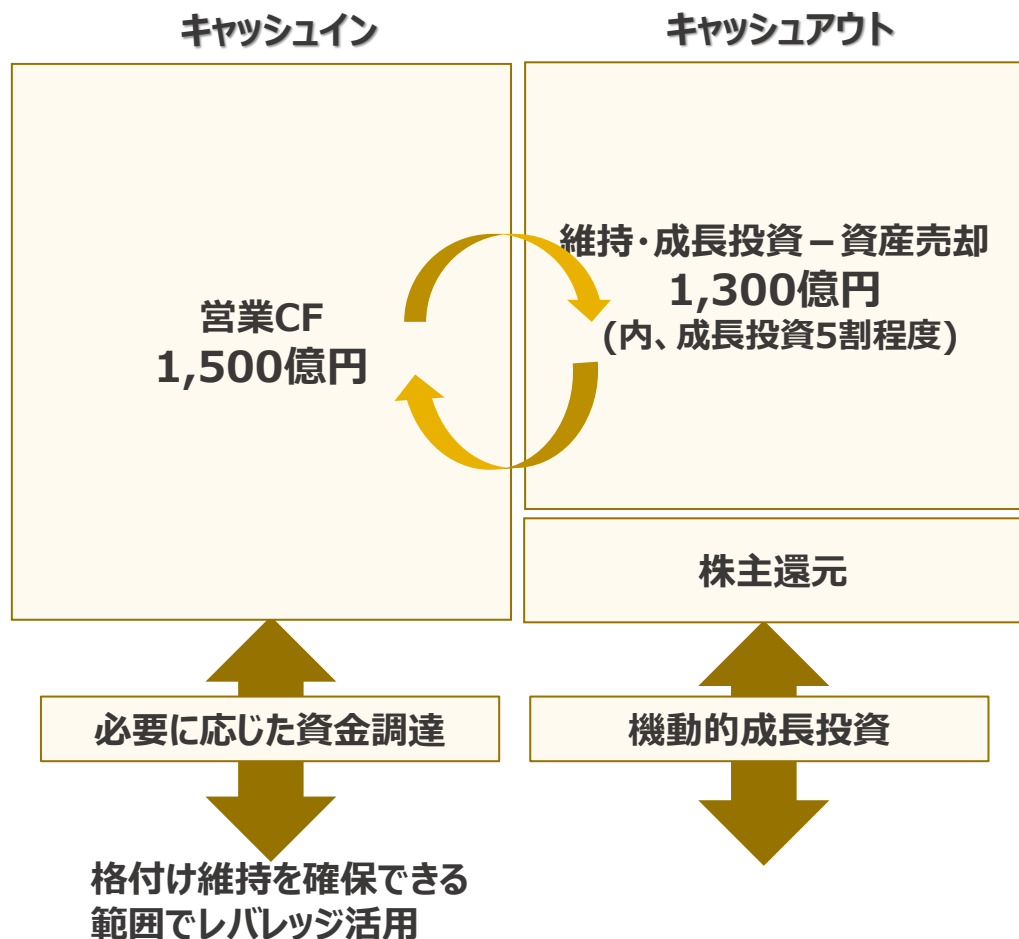 キャッシュイン
キャッシュアウト
営業CF
1,500億円
維持・成長投資－資産売却
1,300億円
(内、成長投資5割程度)
株主還元
必要に応じた資金調達
機動的成長投資
格付け維持を確保できる
範囲でレバレッジ活用